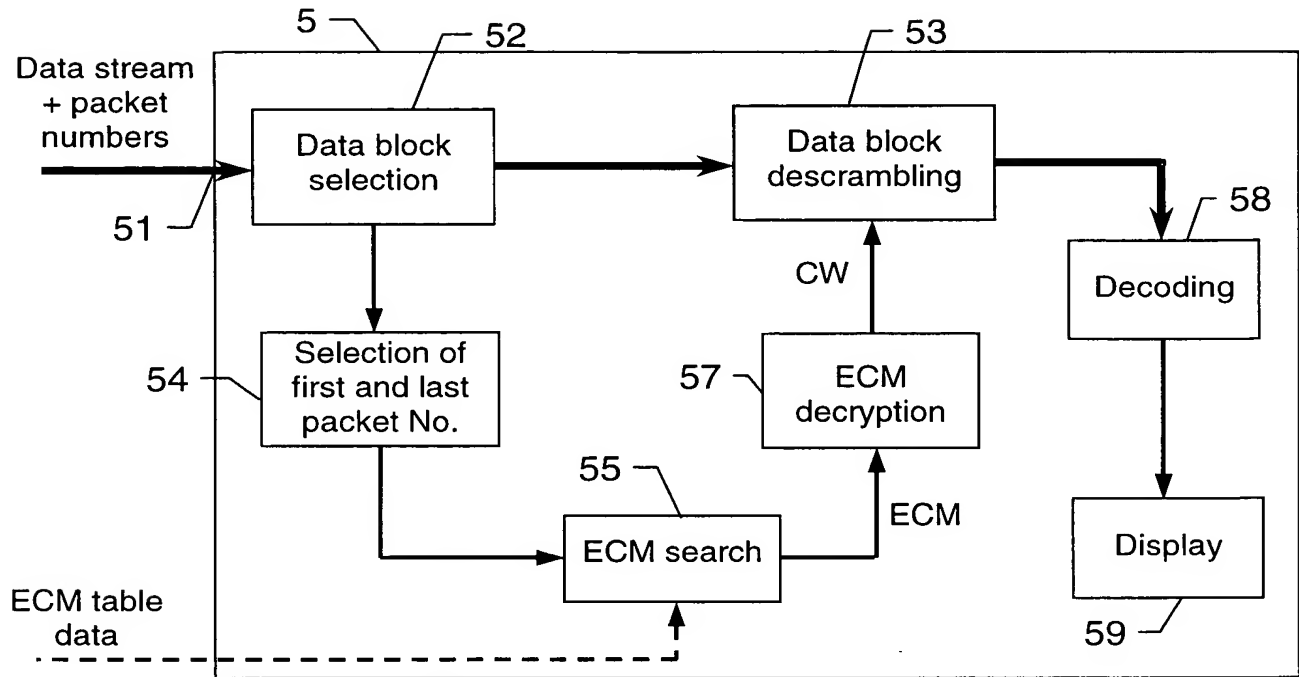 5
52
53
Data stream
+ packet
numbers
Data block
selection
Data block
descrambling
51
58
CW
Decoding
54
Selection of
first and last
packet No.
57
ECM
decryption
55
ECM
ECM search
Display
ECM table
data
59